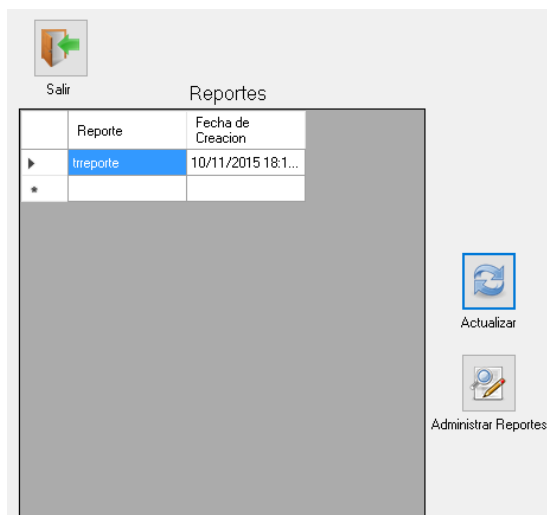 Salir
Reportes
Reporte
Fecha de
Creacion
trreporte
10/11/2015 18:1...
Actualizar
Administrar Reportes